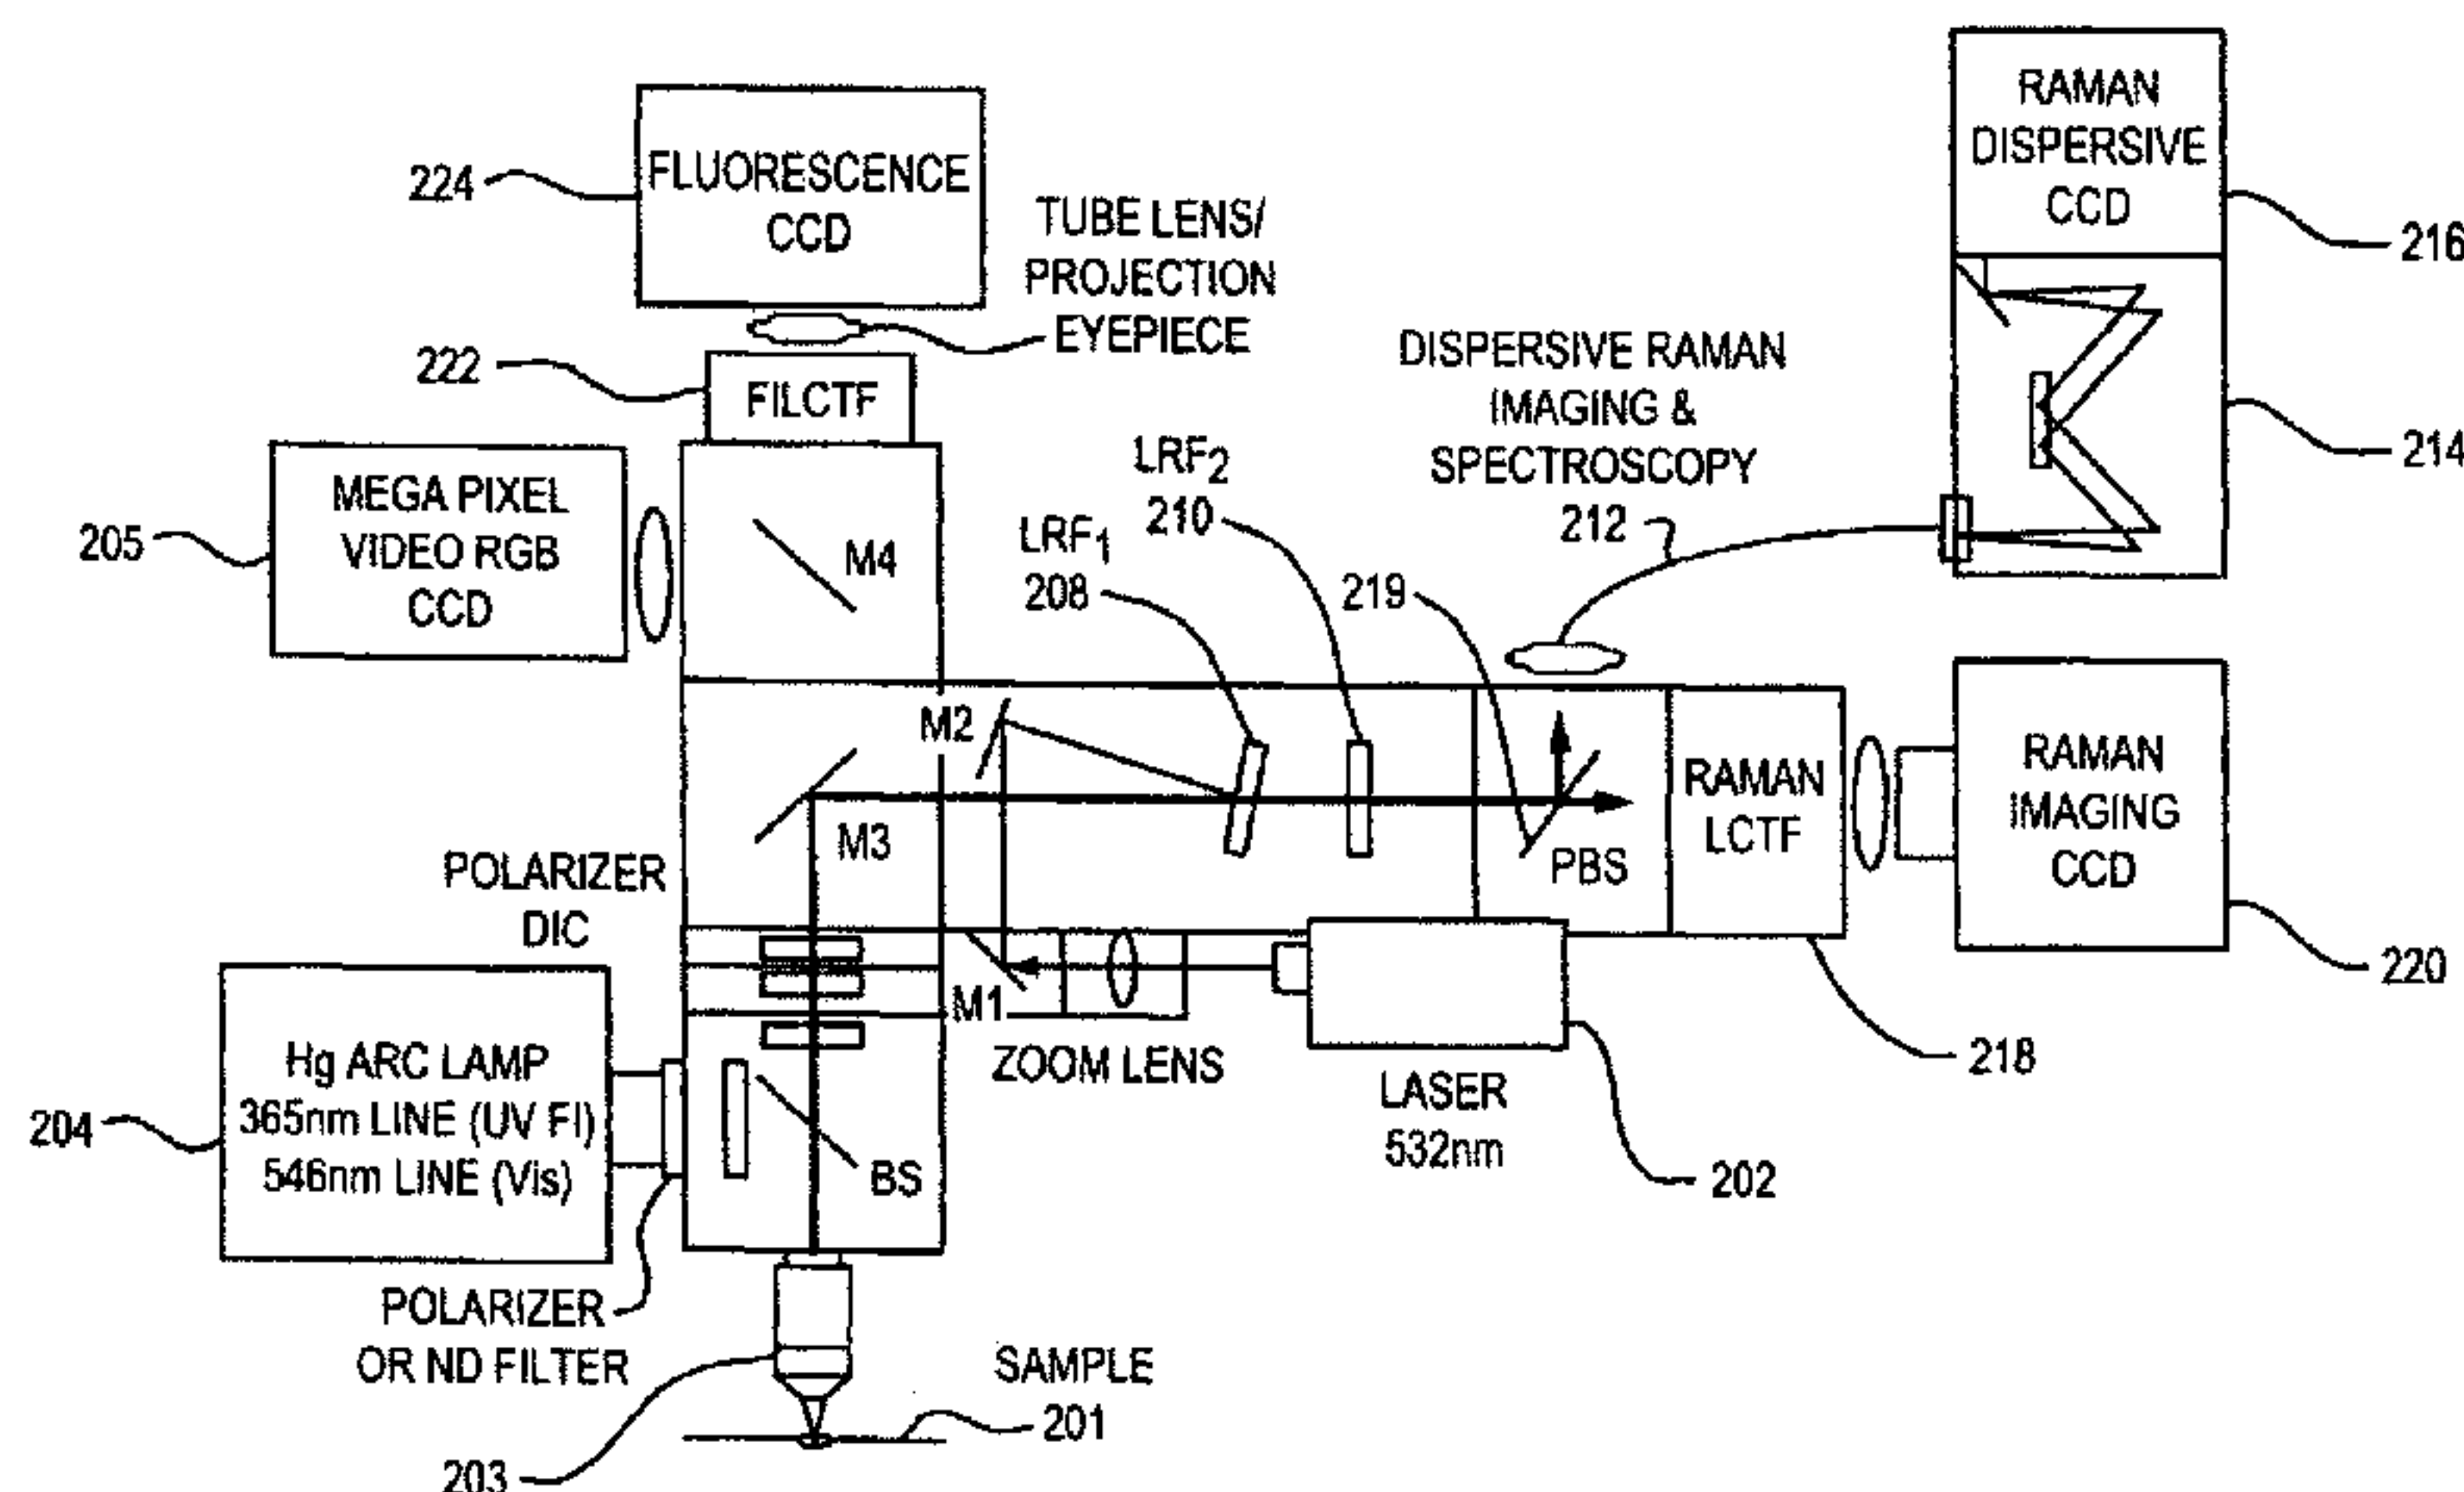 RAMAN
DISPERSIVE
CCD
216
214
FLUORESCENCE
CCD
224
TUBE LENS/
PROJECTION
EYEPIECE
222
FILCTF
DISPERSIVE RAMAN
IMAGING &
SPECTROSCOPY
212
MEGA PIXEL
VIDEO RGB
CCD
205
M4
LRF2
210
LRF1
208
219
M2
M3
PBS
RAMAN
LCTF
RAMAN
IMAGING
CCD
220
218
POLARIZER
DIC
M1
ZOOM LENS
LASER
532nm
202
Hg ARC LAMP
365nm LINE (UV FI)
546nm LINE (Vis)
204
BS
POLARIZER
OR ND FILTER
SAMPLE
201
203